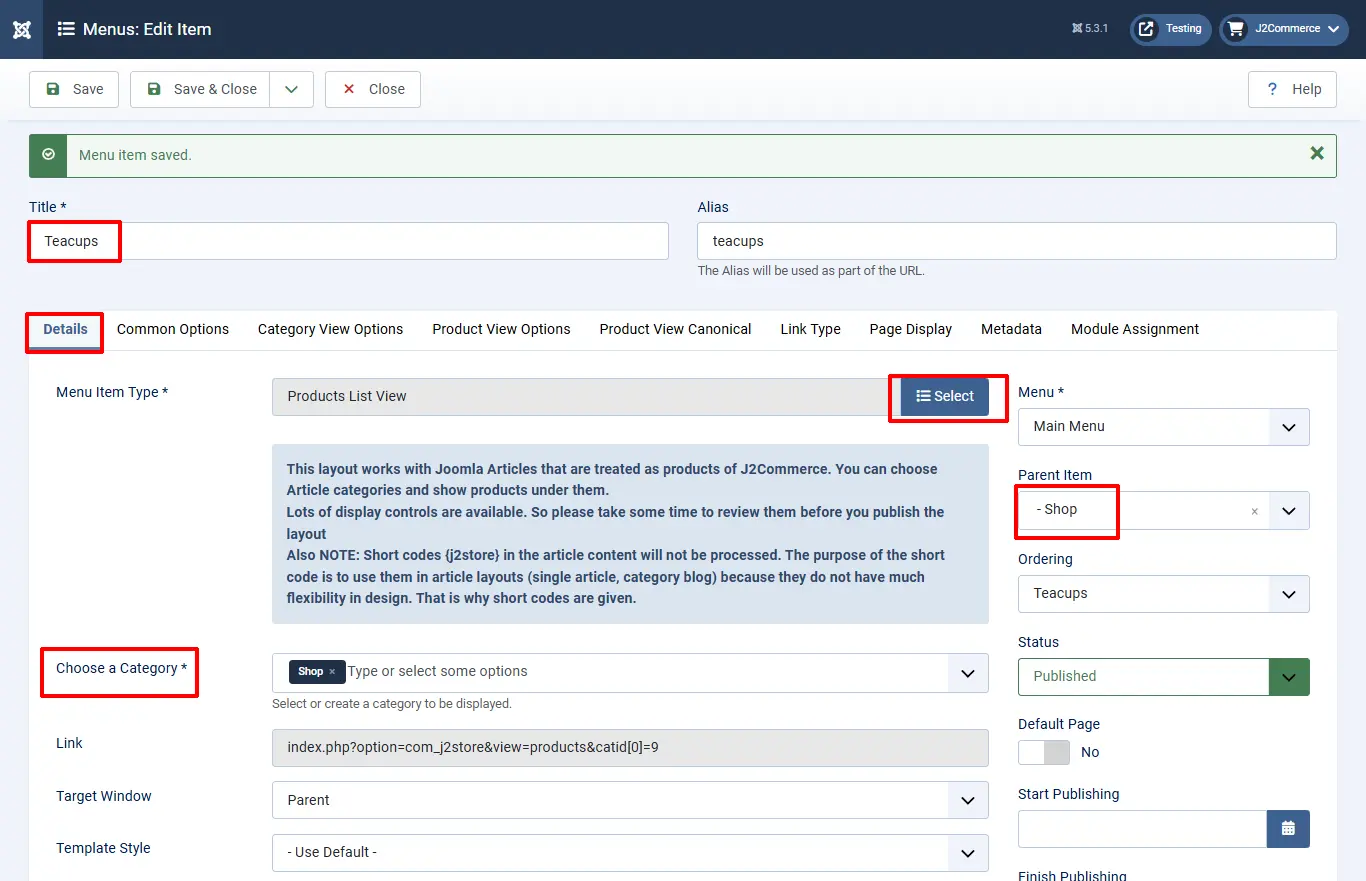 Menus: Edit Item
5.3.1
Testing
J2Commerce
Save
Save & Close
Close
? Help
Menu item saved.
Title *
Alias
Teacups
teacups
The Alias will be used as part of the URL.
Details
Common Options
Category View Options
Product View Options
Product View Canonical
Link Type
Page Display
Metadata
Module Assignment
Menu Item Type *
Products List View
Select
This layout works with Joomla Articles that are treated as products of J2Commerce. You can choose
Article categories and show products under them.
Lots of display controls are available. So please take some time to review them before you publish the
layout
Also NOTE: Short codes {j2store} in the article content will not be processed. The purpose of the short
code is to use them in article layouts (single article, category blog) because they do not have much
flexibility in design. That is why short codes are given.
Choose a Category *
Shop × Type or select some options
Select or create a category to be displayed.
Link
index.php?option=com_j2store&view=products&catid[0]=9
Target Window
Parent
Template Style
- Use Default -
Menu *
Main Menu
Parent Item
- Shop ×
Ordering
Teacups
Status
Published
Default Page
No
Start Publishing
Finish Publishing